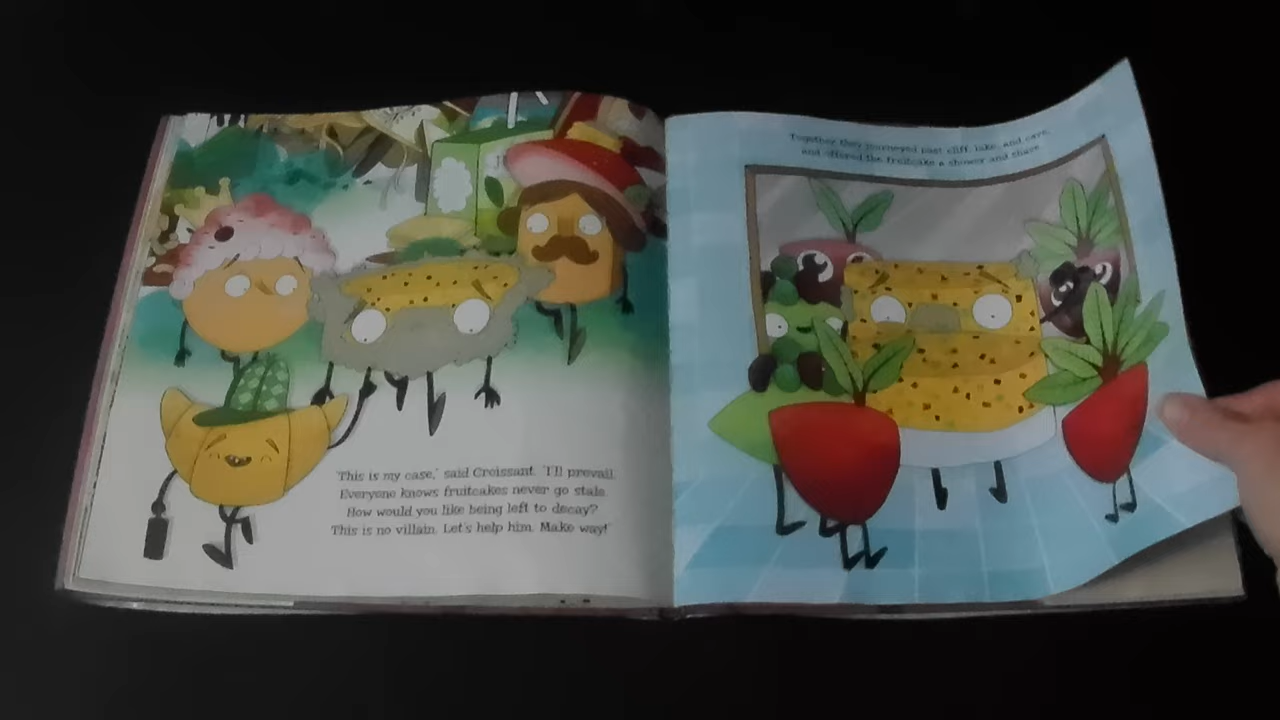 "This is my case," said Croissant. "I'll prevail.
Everyone knows fruitcakes never go stale.
How would you like being left to decay?
This is no villain. Let's help him. Make way!"
Together they journeyed past cliff, lake, and cave,
and offered the fruitcake a shower and shave.